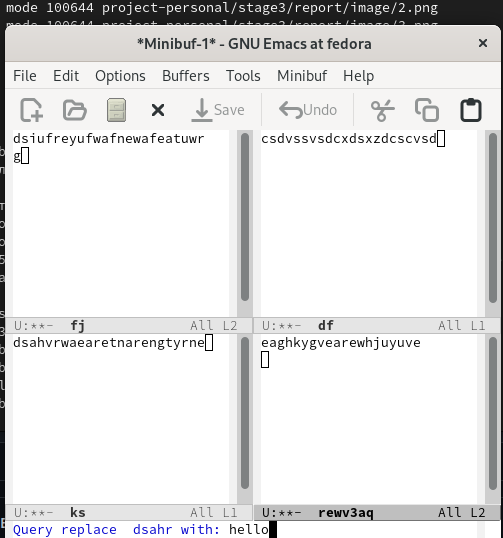 mode 100644 project-personal/stage3/report/image/2.png
mode 100644 project-personal/stage3/report/image/3.png
*Minibuf-1* - GNU Emacs at fedora
File Edit Options Buffers Tools Minibuf Help
Save Undo
dsiufreyufwafnewafeatuwr
g
U:**- fj All L2
csdvssvsdcxdsxzdcscvsd
U:**- df All L1
dsahvrwaearetnarengtyrne
U:**- ks All L1
eaghkygvearewhjuyuve
U:**- rewv3aq All L2
Query replace dsahr with: hello